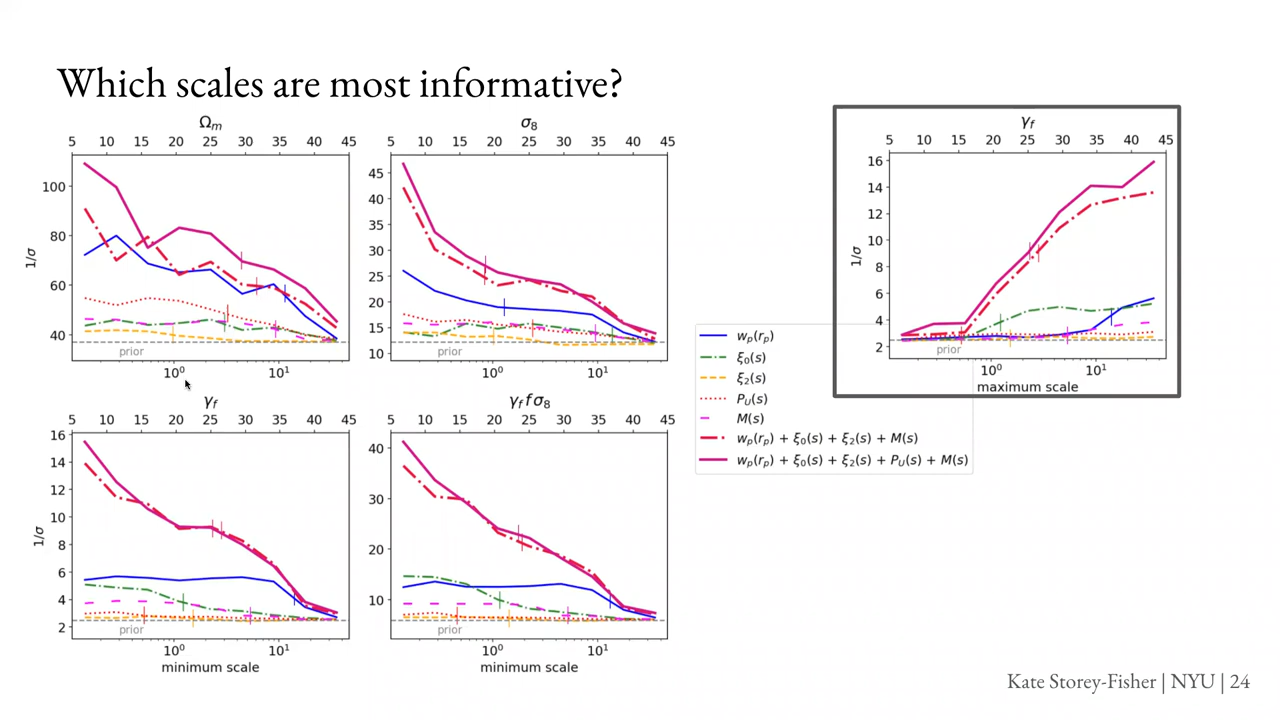 Which scales are most informative?
Ωm
5 10 15 20 25 30 35 40 45
1/σ
100
80
60
40
prior
10⁰ 10¹
σ8
5 10 15 20 25 30 35 40 45
45
40
35
30
25
20
15
10
prior
10⁰ 10¹
γf
5 10 15 20 25 30 35 40 45
1/σ
16
14
12
10
8
6
4
2
prior
10⁰ 10¹
minimum scale
γf f σ8
5 10 15 20 25 30 35 40 45
40
30
20
10
prior
10⁰ 10¹
minimum scale
wp(rp)
ξ0(s)
ξ2(s)
PU(s)
M(s)
wp(rp) + ξ0(s) + ξ2(s) + M(s)
wp(rp) + ξ0(s) + ξ2(s) + PU(s) + M(s)
γf
5 10 15 20 25 30 35 40 45
1/σ
16
14
12
10
8
6
4
2
prior
10⁰ 10¹
maximum scale
Kate Storey-Fisher | NYU | 24